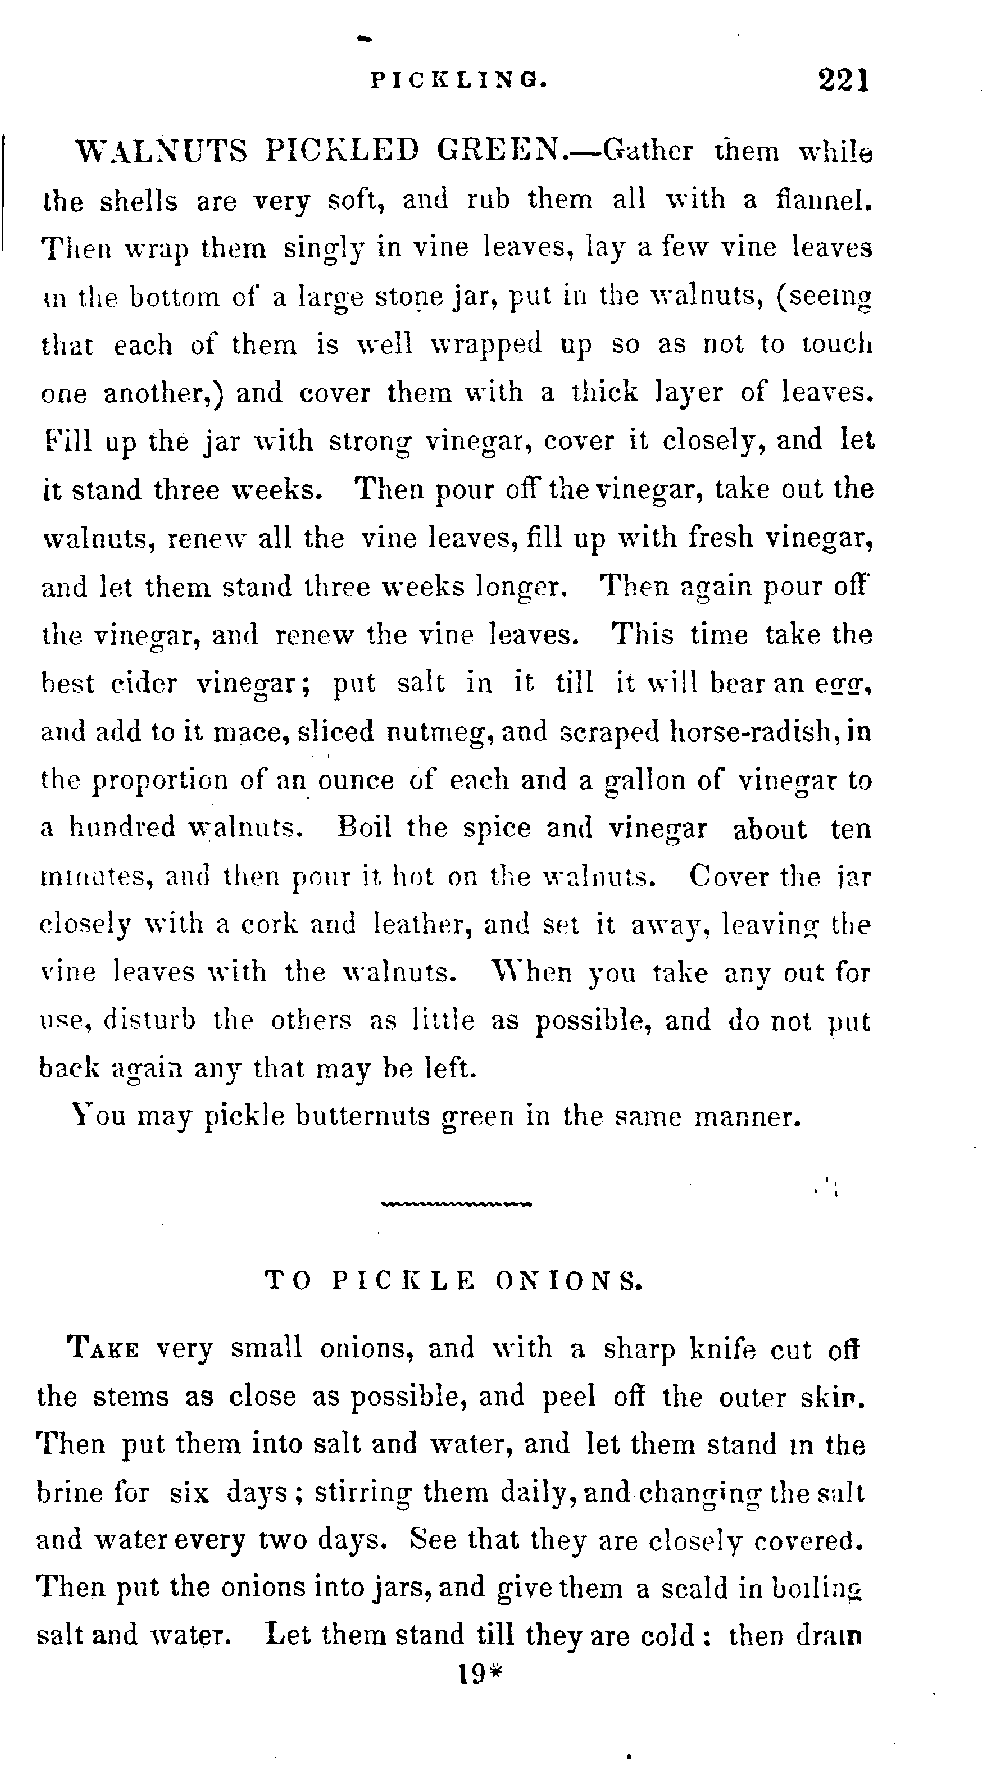 PICKLING. 221
WALNUTS PICKLED GREEN.—Gather them while
the shells are very soft, and rub them all with a flannel.
Then wrap them singly in vine leaves, lay a few vine leaves
in the bottom of a large stone jar, put in the walnuts, (seeing
that each of them is well wrapped up so as not to touch
one another,) and cover them with a thick layer of leaves.
Fill up the jar with strong vinegar, cover it closely, and let
it stand three weeks. Then pour off the vinegar, take out the
walnuts, renew all the vine leaves, fill up with fresh vinegar,
and let them stand three weeks longer. Then again pour off
the vinegar, and renew the vine leaves. This time take the
best cider vinegar; put salt in it till it will bear an egg,
and add to it mace, sliced nutmeg, and scraped horse-radish, in
the proportion of an ounce of each and a gallon of vinegar to
a hundred walnuts. Boil the spice and vinegar about ten
minutes, and then pour it hot on the walnuts. Cover the jar
closely with a cork and leather, and set it away, leaving the
vine leaves with the walnuts. When you take any out for
use, disturb the others as little as possible, and do not put
back again any that may be left.
You may pickle butternuts green in the same manner.
TO PICKLE ONIONS.
TAKE very small onions, and with a sharp knife cut off
the stems as close as possible, and peel off the outer skin.
Then put them into salt and water, and let them stand in the
brine for six days; stirring them daily, and changing the salt
and water every two days. See that they are closely covered.
Then put the onions into jars, and give them a scald in boiling
salt and water. Let them stand till they are cold: then drain
19*